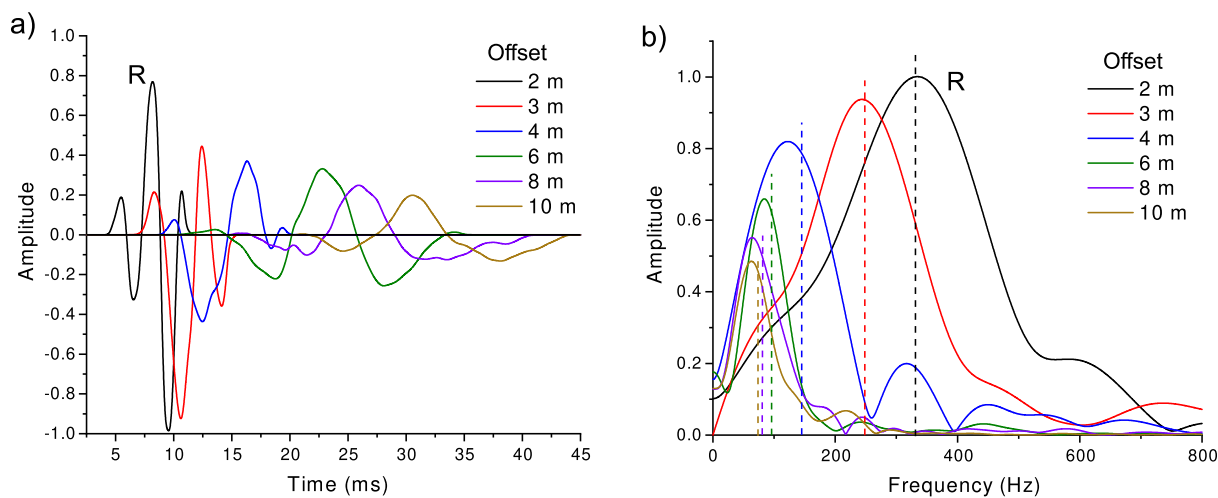 a)
R
Offset
2 m
3 m
4 m
6 m
8 m
10 m
1.0
0.8
0.6
0.4
0.2
0.0
-0.2
-0.4
-0.6
-0.8
-1.0
Amplitude
5 10 15 20 25 30 35 40 45
Time (ms)
b)
R
Offset
2 m
3 m
4 m
6 m
8 m
10 m
1.0
0.8
0.6
0.4
0.2
0.0
Amplitude
0 200 400 600 800
Frequency (Hz)